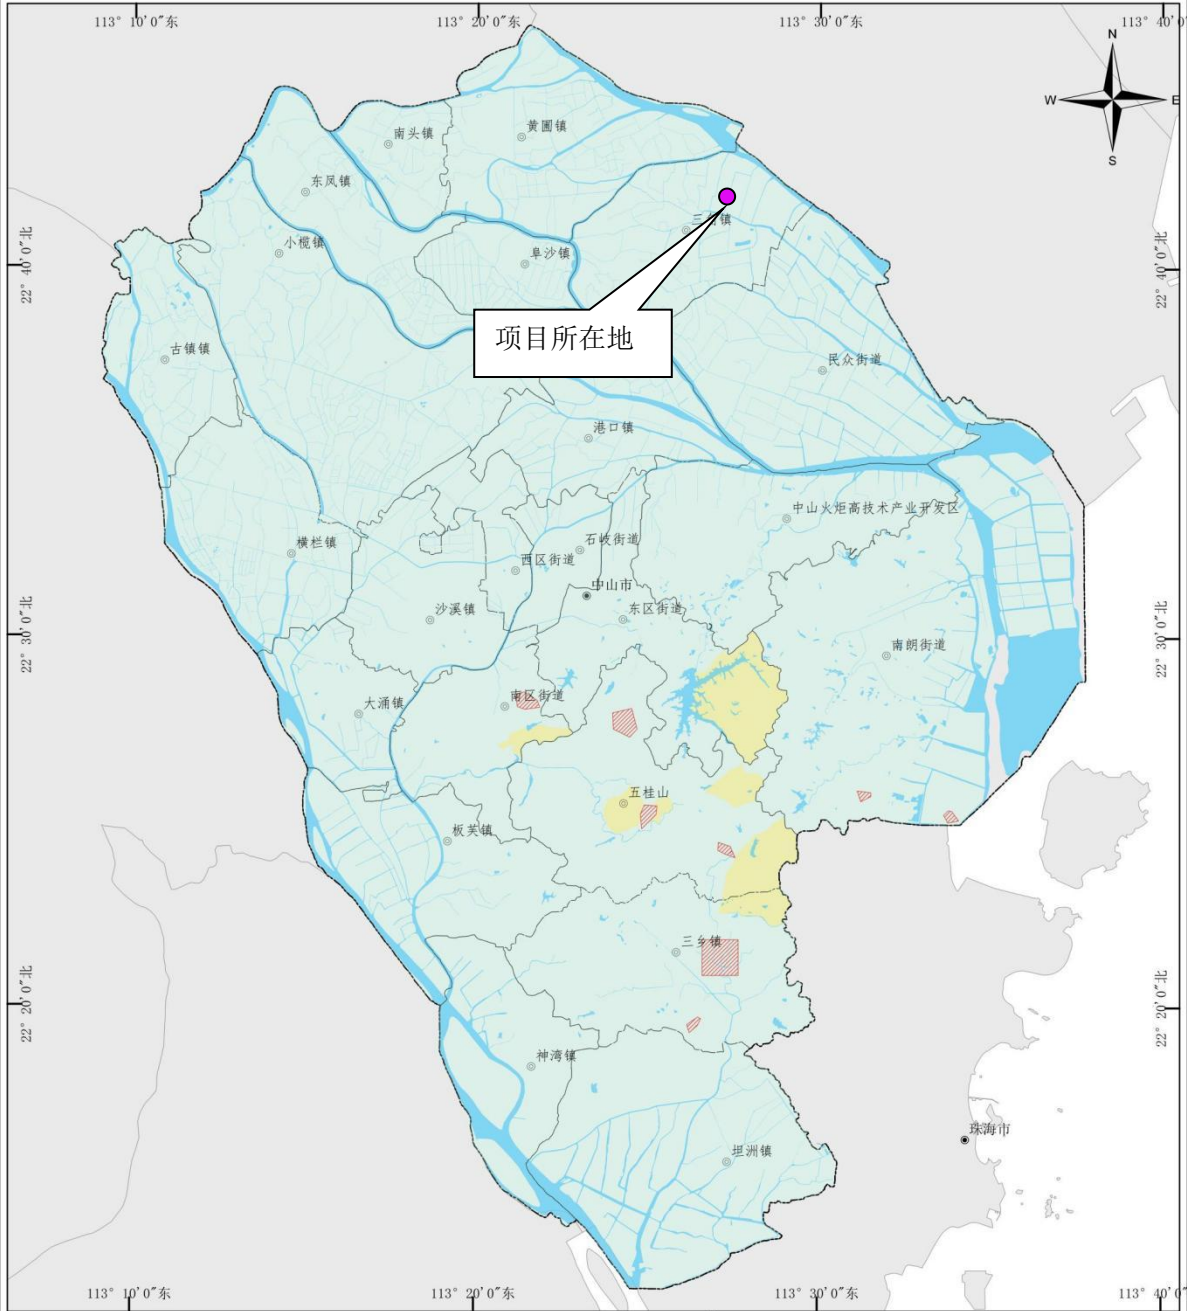 113° 10′0″东
113° 20′0″东
113° 30′0″东
113° 40′0″
N
W
E
S
南头镇
黄圃镇
东凤镇
小榄镇
阜沙镇
22° 40′0″北
22° 40′0″北
项目所在地
古镇镇
民众街道
港口镇
中山火炬高技术产业开发区
横栏镇
石岐街道
西区街道
中山市
沙溪镇
东区街道
22° 30′0″北
22° 30′0″北
南朗街道
大涌镇
南区街道
五桂山
板芙镇
三乡镇
22° 20′0″北
22° 20′0″北
神湾镇
珠海市
坦洲镇
113° 10′0″东
113° 20′0″东
113° 30′0″东
113° 40′0″